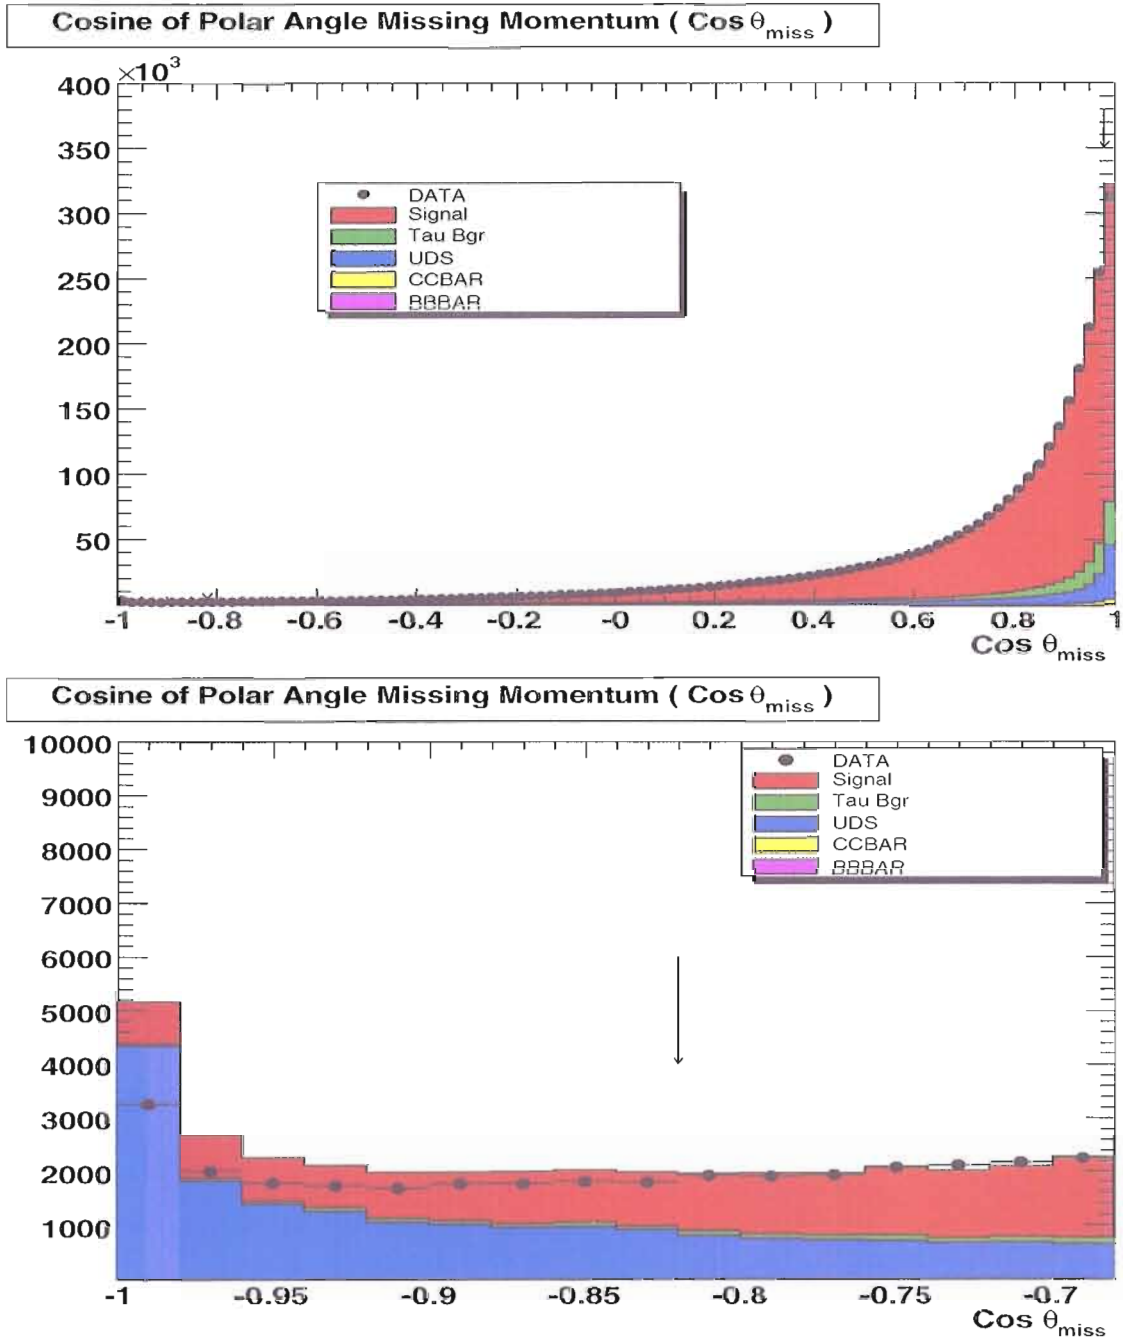 Cosine of Polar Angle Missing Momentum ( Cos θmiss )
×10³
400
350
300
250
200
150
100
50
DATA
Signal
Tau Bgr
UDS
CCBAR
BBBAR
-1 -0.8 -0.6 -0.4 -0.2 -0 0.2 0.4 0.6 0.8 1
Cos θmiss
Cosine of Polar Angle Missing Momentum ( Cos θmiss )
10000
9000
8000
7000
6000
5000
4000
3000
2000
1000
DATA
Signal
Tau Bgr
UDS
CCBAR
BBBAR
-1 -0.95 -0.9 -0.85 -0.8 -0.75 -0.7
Cos θmiss